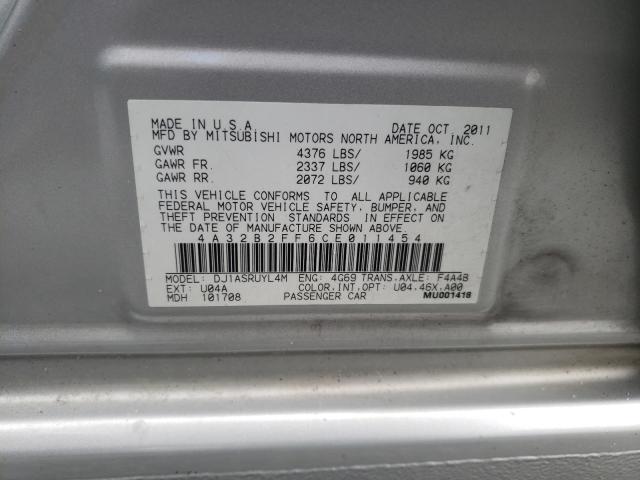 MADE IN U.S.A. DATE OCT 2011
MFD BY MITSUBISHI MOTORS NORTH AMERICA, INC.
GVWR 4376 LBS/ 1985 KG
GAWR FR. 2337 LBS/ 1060 KG
GAWR RR. 2072 LBS/ 940 KG
THIS VEHICLE CONFORMS TO ALL APPLICABLE
FEDERAL MOTOR VEHICLE SAFETY, BUMPER, AND
THEFT PREVENTION STANDARDS IN EFFECT ON
THE DATE OF MANUFACTURE SHOWN ABOVE.
4A32B2FF6CE011454
MODEL: DJ1ASRUYL4M ENG: 4G69 TRANS.AXLE: F4A4B
EXT: U04A COLOR.INT.OPT: U04.46X.A00
MDH 101708 PASSENGER CAR MU001418